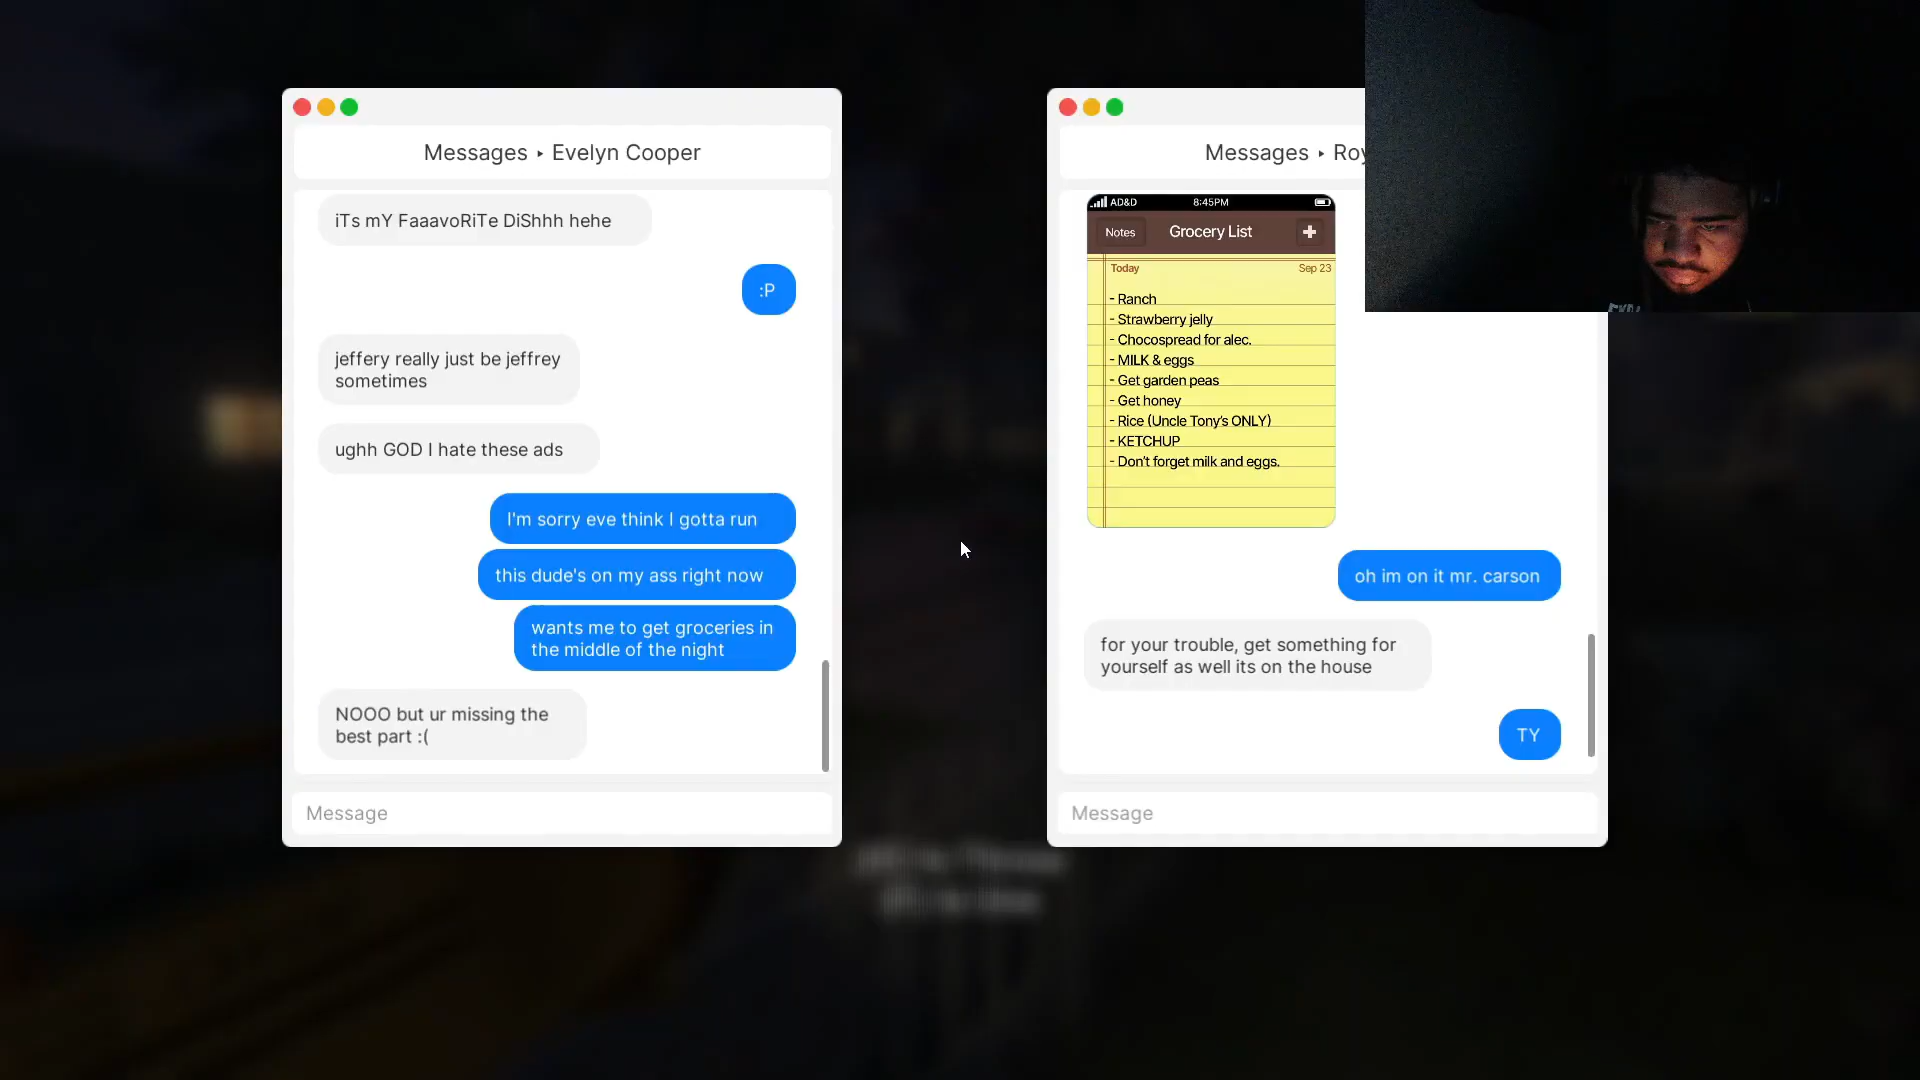 Messages ▸ Evelyn Cooper
iTs mY FaaavoRiTe DiShhh hehe
:P
jeffery really just be jeffrey
sometimes
ughh GOD I hate these ads
I'm sorry eve think I gotta run
this dude's on my ass right now
wants me to get groceries in
the middle of the night
NOOO but ur missing the
best part :(
Message
Messages ▸ Roy
AD&D 8:45PM
Notes Grocery List +
Today Sep 23
- Ranch
- Strawberry jelly
- Chocospread for alec.
- MILK & eggs
- Get garden peas
- Get honey
- Rice (Uncle Tony's ONLY)
- KETCHUP
- Don't forget milk and eggs.
oh im on it mr. carson
for your trouble, get something for
yourself as well its on the house
TY
Message